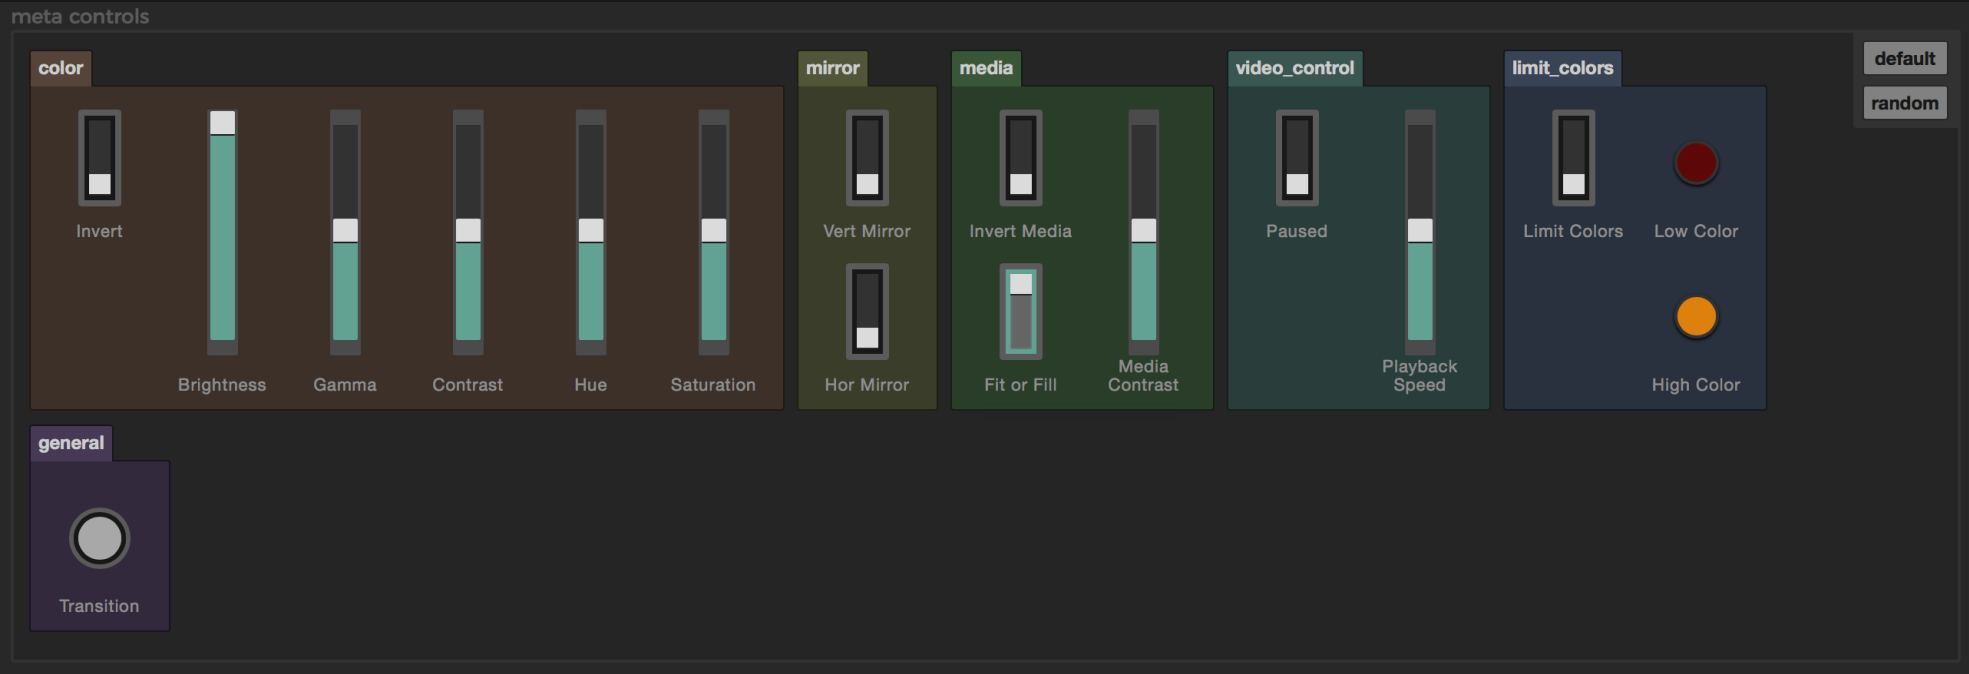 meta controls
default
random
color
Invert
Brightness
Gamma
Contrast
Hue
Saturation
mirror
Vert Mirror
Hor Mirror
media
Invert Media
Fit or Fill
Media
Contrast
video_control
Paused
Playback
Speed
limit_colors
Limit Colors
Low Color
High Color
general
Transition